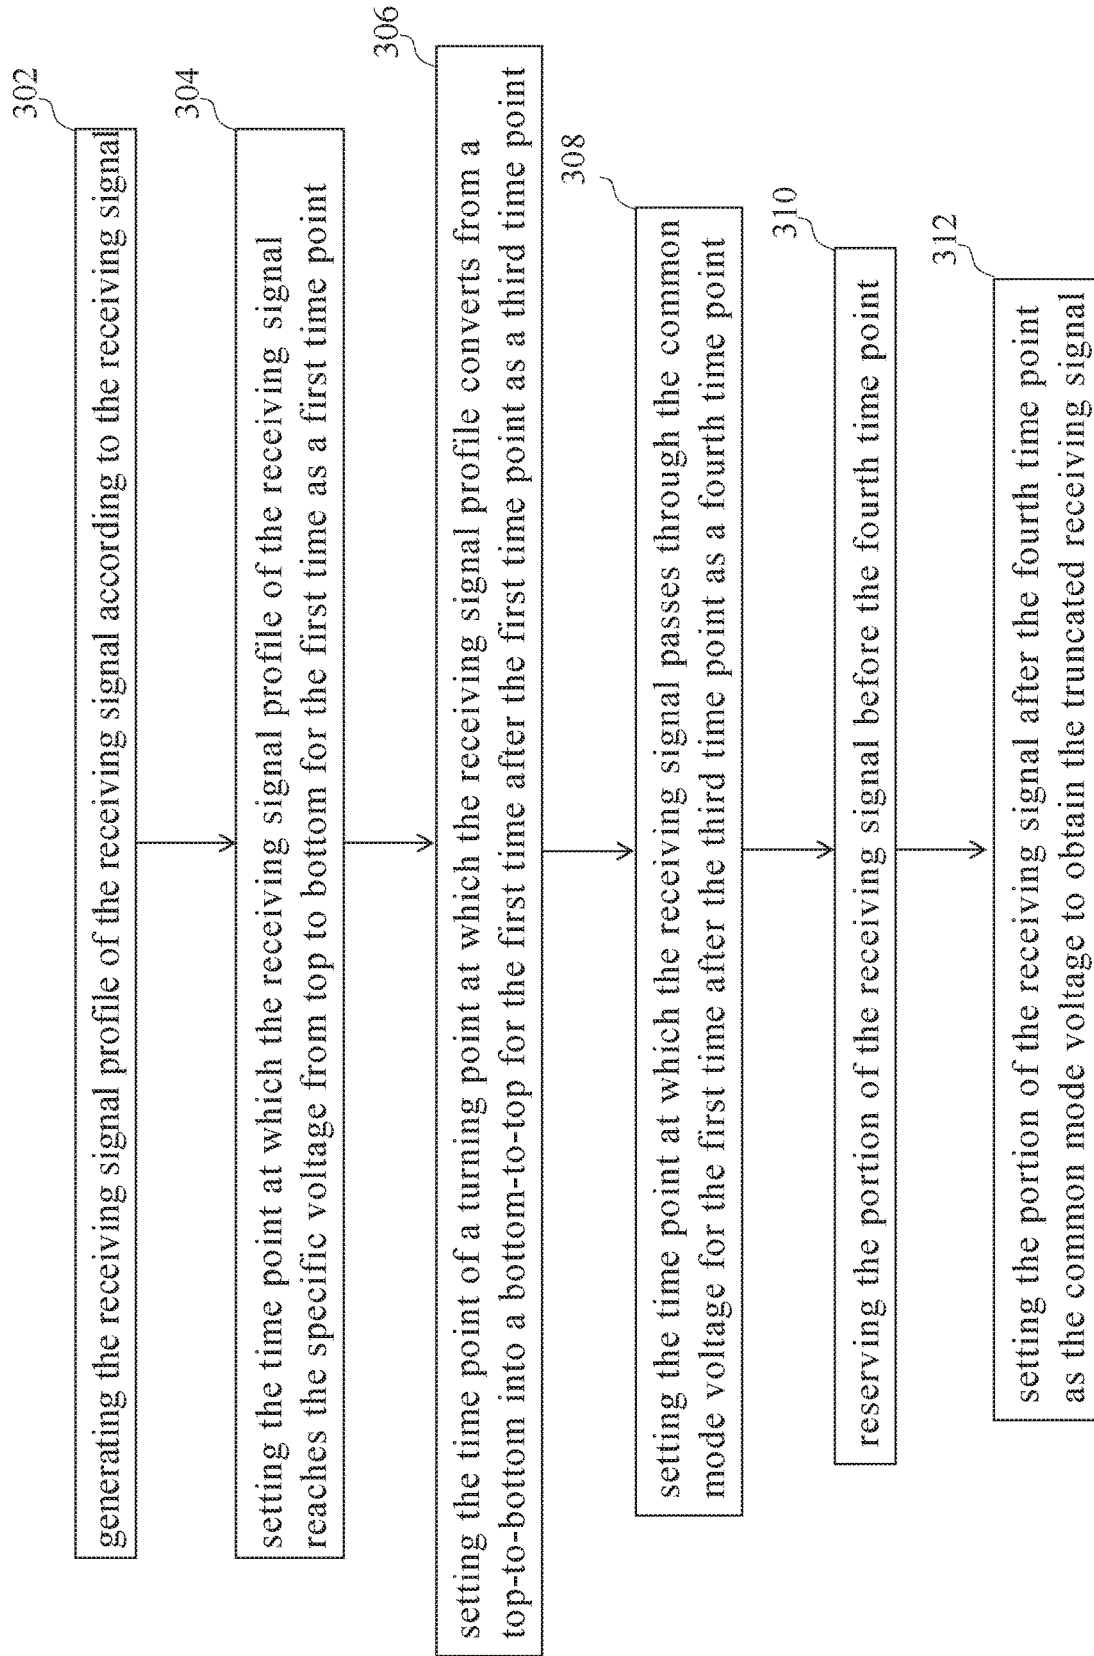 302
generating the receiving signal profile of the receiving signal according to the receiving signal
304
setting the time point at which the receiving signal profile of the receiving signal
reaches the specific voltage from top to bottom for the first time as a first time point
306
setting the time point of a turning point at which the receiving signal profile converts from a
top-to-bottom into a bottom-to-top for the first time after the first time point as a third time point
308
setting the time point at which the receiving signal passes through the common
mode voltage for the first time after the third time point as a fourth time point
310
reserving the portion of the receiving signal before the fourth time point
312
setting the portion of the receiving signal after the fourth time point
as the common mode voltage to obtain the truncated receiving signal